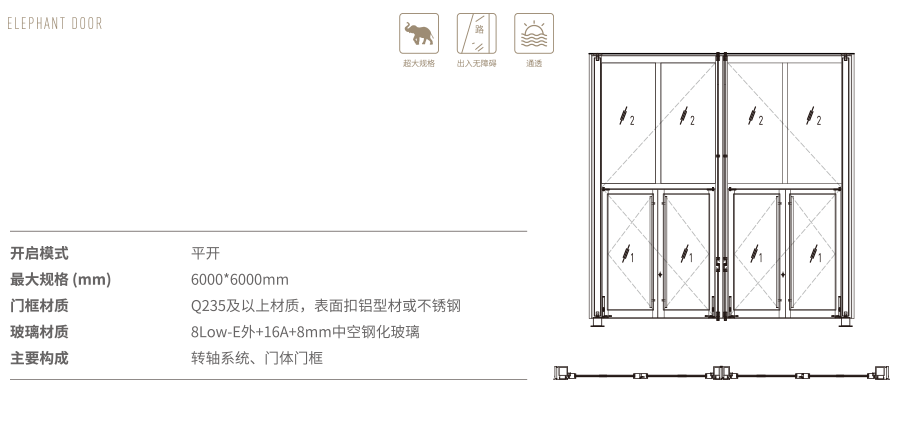 ELEPHANT DOOR
路
超大规格 出入无障碍 通透
2 2 2 2
1 1 1 1
开启模式 平开
最大规格 (mm) 6000*6000mm
门框材质 Q235及以上材质，表面扣铝型材或不锈钢
玻璃材质 8Low-E外+16A+8mm中空钢化玻璃
主要构成 转轴系统、门体门框